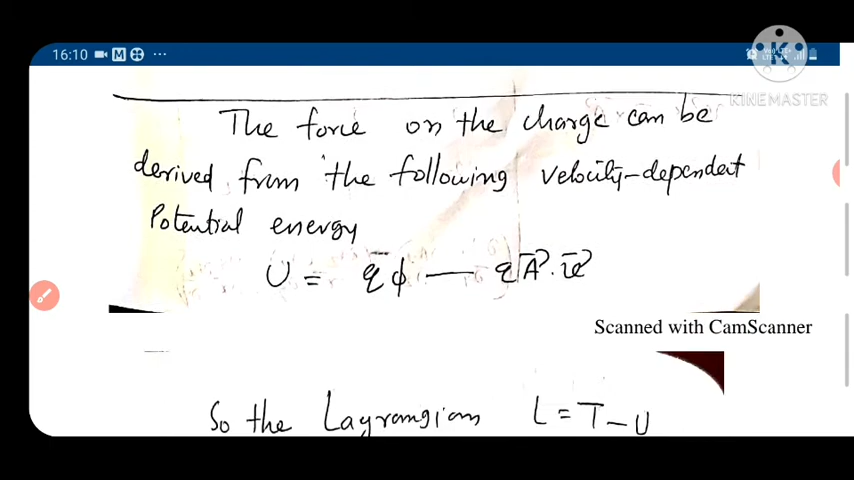 16:10 M ...
KINEMASTER
The force on the charge can be
derived from the following velocity-dependent
Potential energy
U = qϕ — qA⃗.v⃗
Scanned with CamScanner
So the Lagrangian L = T - U